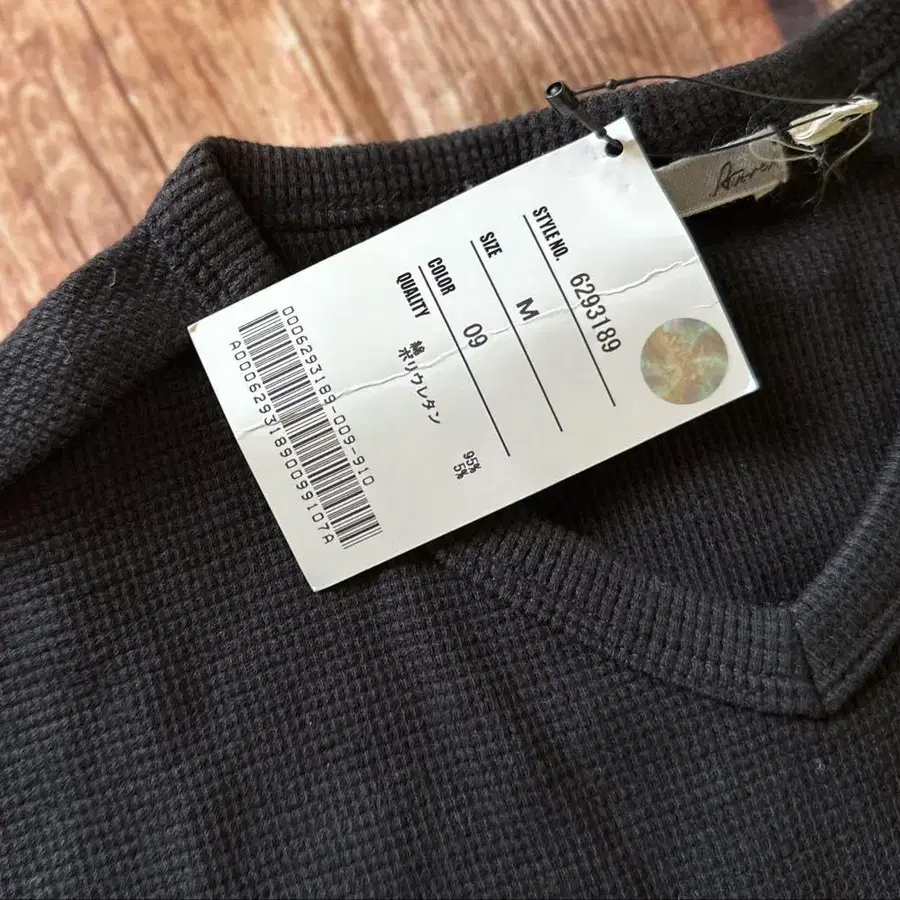 STYLE NO. 6293189
SIZE M
COLOR 09
QUALITY
綿 95%
ポリウレタン 5%
0006293189-009-910
A00062931890099107A